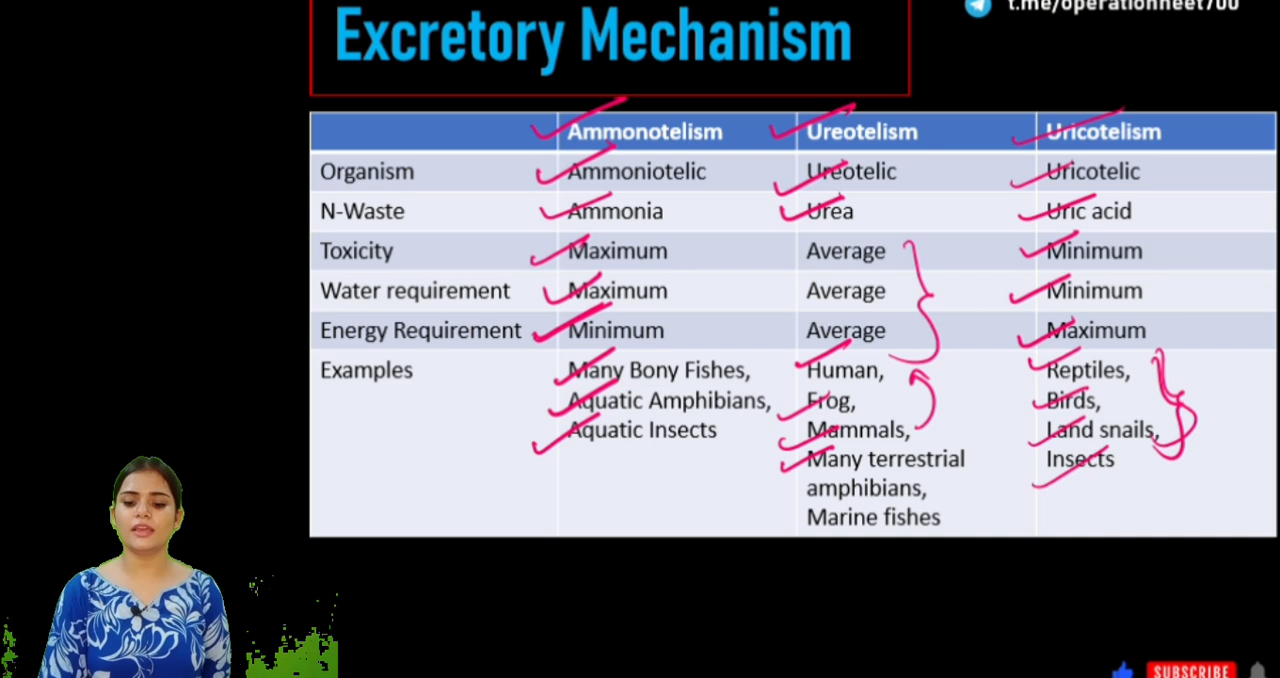 t.me/operationneet700
Excretory Mechanism
Ammonotelism Ureotelism Uricotelism
Organism Ammoniotelic Ureotelic Uricotelic
N-Waste Ammonia Urea Uric acid
Toxicity Maximum Average Minimum
Water requirement Maximum Average Minimum
Energy Requirement Minimum Average Maximum
Examples Many Bony Fishes, Human, Reptiles,
Aquatic Amphibians, Frog, Birds,
Aquatic Insects Mammals, Land snails,
Many terrestrial Insects
amphibians,
Marine fishes
SUBSCRIBE